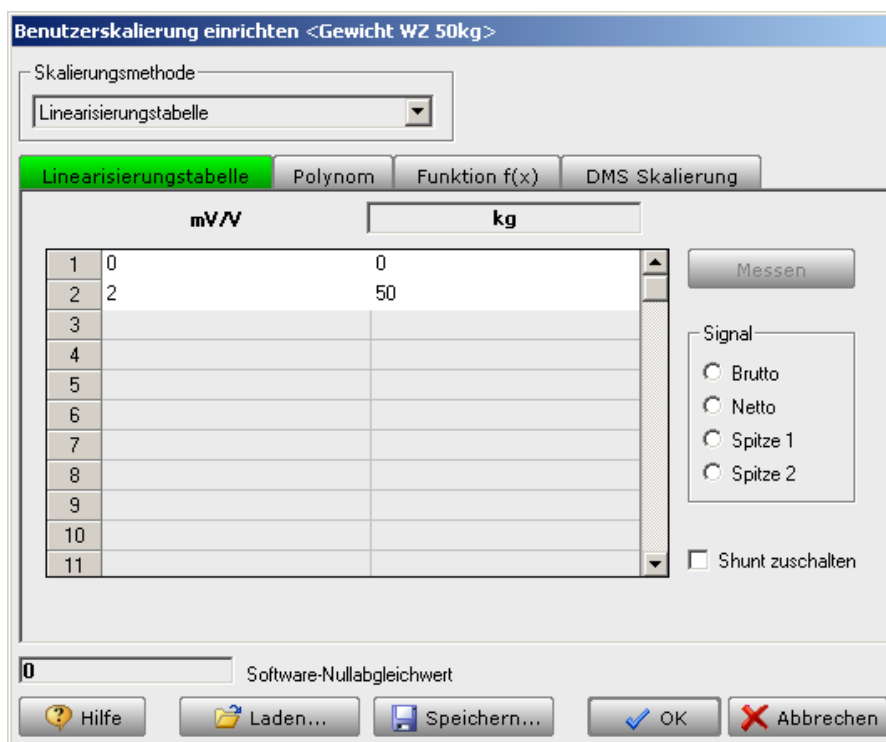 Benutzerskalierung einrichten <Gewicht WZ 50kg>
Skalierungsmethode
Linearisierungstabelle
Linearisierungstabelle Polynom Funktion f(x) DMS Skalierung
mV/V kg
1 0 0
2 2 50
3
4
5
6
7
8
9
10
11
Messen
Signal
Brutto
Netto
Spitze 1
Spitze 2
Shunt zuschalten
0 Software-Nullabgleichwert
Hilfe Laden... Speichern... OK Abbrechen